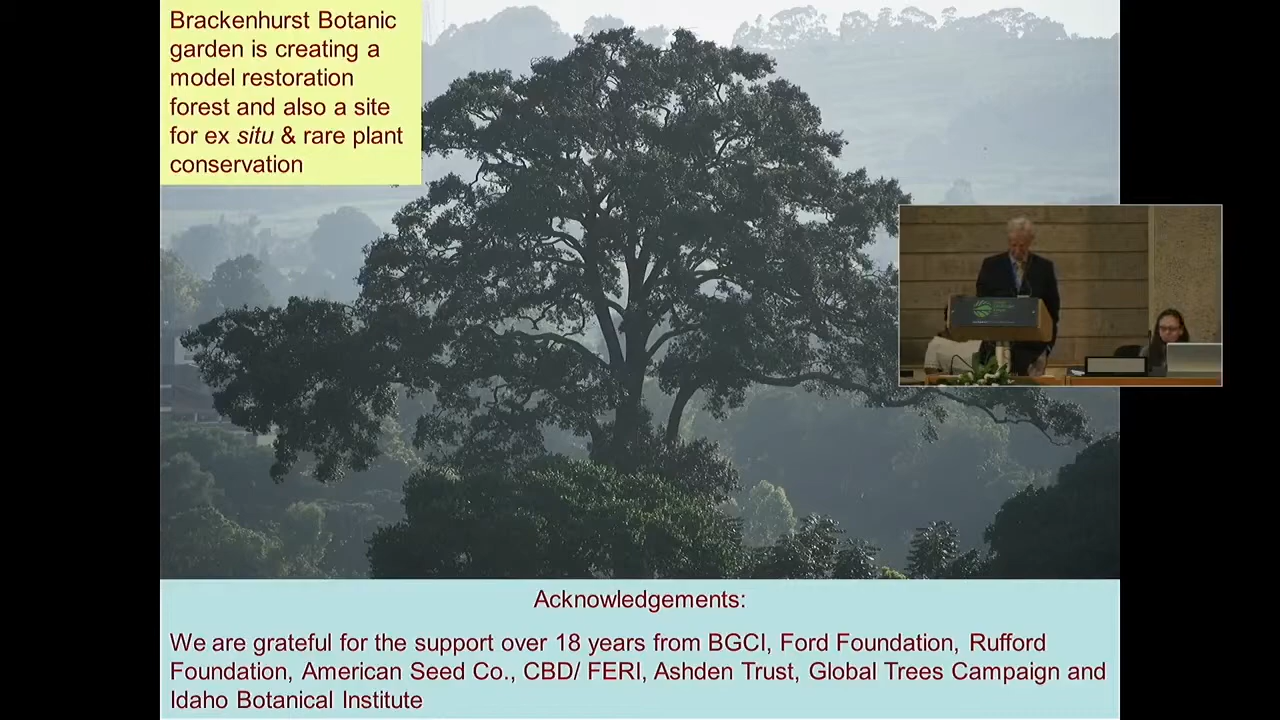 Brackenhurst Botanic
garden is creating a
model restoration
forest and also a site
for ex situ & rare plant
conservation
Acknowledgements:
We are grateful for the support over 18 years from BGCI, Ford Foundation, Rufford
Foundation, American Seed Co., CBD/ FERI, Ashden Trust, Global Trees Campaign and
Idaho Botanical Institute